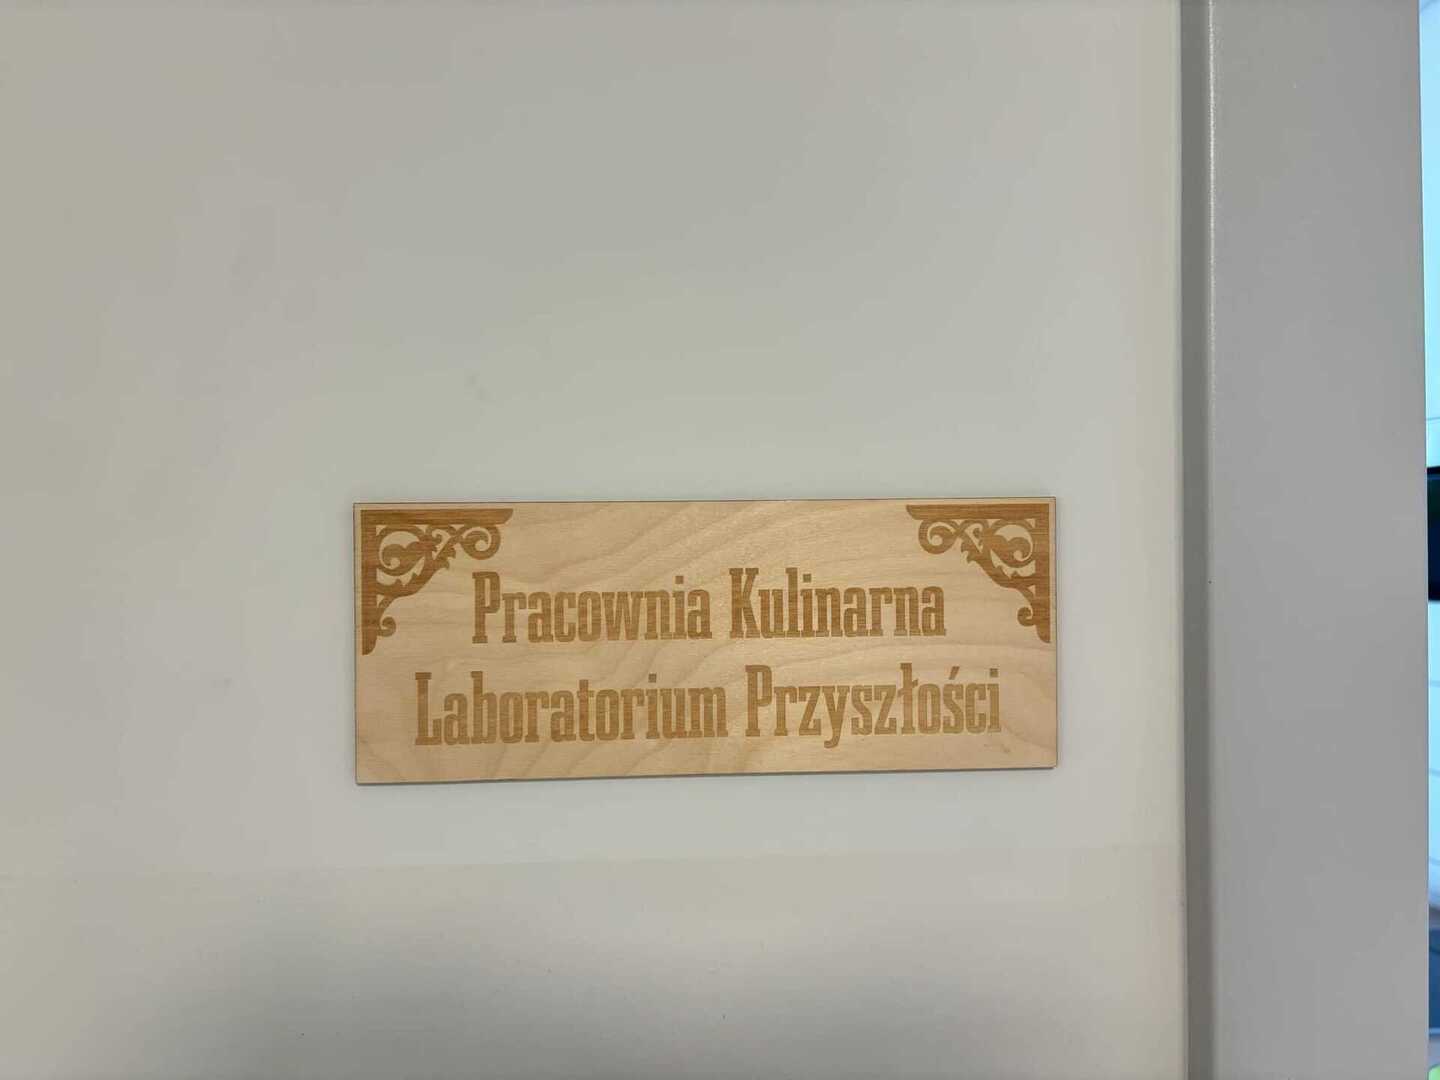 Pracownia Kulinarna
Laboratorium Przyszłości